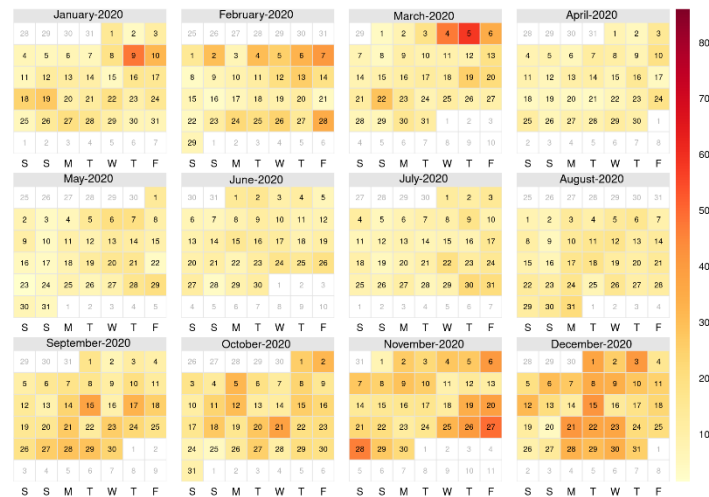 January-2020
28 29 30 31 1 2 3
4 5 6 7 8 9 10
11 12 13 14 15 16 17
18 19 20 21 22 23 24
25 26 27 28 29 30 31
1 2 3 4 5 6 7
S S M T W T F
February-2020
25 26 27 28 29 30 31
1 2 3 4 5 6 7
8 9 10 11 12 13 14
15 16 17 18 19 20 21
22 23 24 25 26 27 28
29 1 2 3 4 5 6
S S M T W T F
March-2020
29 1 2 3 4 5 6
7 8 9 10 11 12 13
14 15 16 17 18 19 20
21 22 23 24 25 26 27
28 29 30 31 1 2 3
4 5 6 7 8 9 10
S S M T W T F
April-2020
28 29 30 31 1 2 3
4 5 6 7 8 9 10
11 12 13 14 15 16 17
18 19 20 21 22 23 24
25 26 27 28 29 30 1
2 3 4 5 6 7 8
S S M T W T F
May-2020
25 26 27 28 29 30 1
2 3 4 5 6 7 8
9 10 11 12 13 14 15
16 17 18 19 20 21 22
23 24 25 26 27 28 29
30 31 1 2 3 4 5
S S M T W T F
June-2020
30 31 1 2 3 4 5
6 7 8 9 10 11 12
13 14 15 16 17 18 19
20 21 22 23 24 25 26
27 28 29 30 1 2 3
4 5 6 7 8 9 10
S S M T W T F
July-2020
27 28 29 30 1 2 3
4 5 6 7 8 9 10
11 12 13 14 15 16 17
18 19 20 21 22 23 24
25 26 27 28 29 30 31
1 2 3 4 5 6 7
S S M T W T F
August-2020
25 26 27 28 29 30 31
1 2 3 4 5 6 7
8 9 10 11 12 13 14
15 16 17 18 19 20 21
22 23 24 25 26 27 28
29 30 31 1 2 3 4
S S M T W T F
September-2020
29 30 31 1 2 3 4
5 6 7 8 9 10 11
12 13 14 15 16 17 18
19 20 21 22 23 24 25
26 27 28 29 30 1 2
3 4 5 6 7 8 9
S S M T W T F
October-2020
26 27 28 29 30 1 2
3 4 5 6 7 8 9
10 11 12 13 14 15 16
17 18 19 20 21 22 23
24 25 26 27 28 29 30
31 1 2 3 4 5 6
S S M T W T F
November-2020
31 1 2 3 4 5 6
7 8 9 10 11 12 13
14 15 16 17 18 19 20
21 22 23 24 25 26 27
28 29 30 1 2 3 4
5 6 7 8 9 10 11
S S M T W T F
December-2020
28 29 30 1 2 3 4
5 6 7 8 9 10 11
12 13 14 15 16 17 18
19 20 21 22 23 24 25
26 27 28 29 30 31 1
2 3 4 5 6 7 8
S S M T W T F
80
70
60
50
40
30
20
10